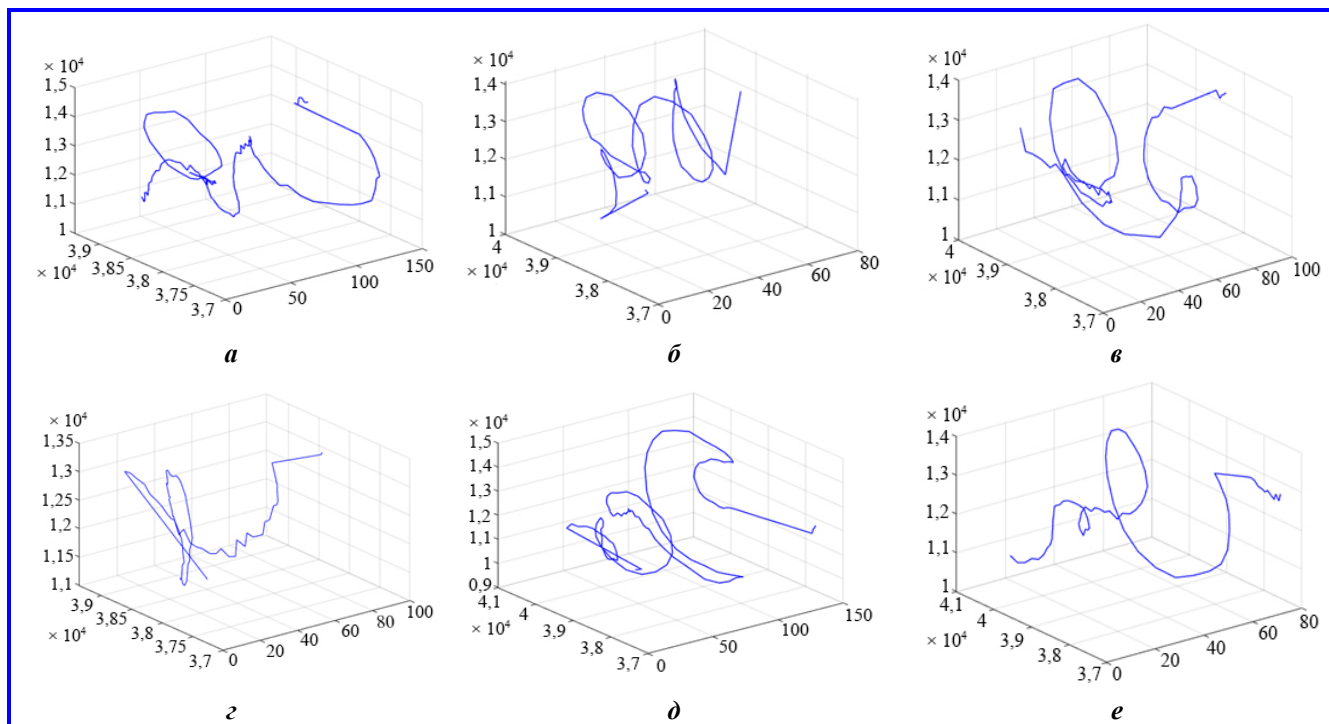 × 10⁴ × 10⁴ × 10⁴
1,5 1,4 1,3 1,2 1,1 1
3,9 3,85 3,8 3,75 3,7
× 10⁴
0 50 100 150
а
1,4 1,3 1,2 1,1 1
4 3,9 3,8 3,7
× 10⁴
0 20 40 60 80
б
1,4 1,3 1,2 1,1 1
4 3,9 3,8 3,7
× 10⁴
0 20 40 60 80 100
в
× 10⁴ × 10⁴ × 10⁴
1,35 1,3 1,25 1,2 1,15 1,1
3,9 3,85 3,8 3,75 3,7
× 10⁴
0 20 40 60 80 100
г
1,5 1,4 1,3 1,2 1,1 1 0,9
4,1 4 3,9 3,8 3,7
× 10⁴
0 50 100 150
д
1,4 1,3 1,2 1,1 1
4,1 4 3,9 3,8 3,7
× 10⁴
0 20 40 60 80
е